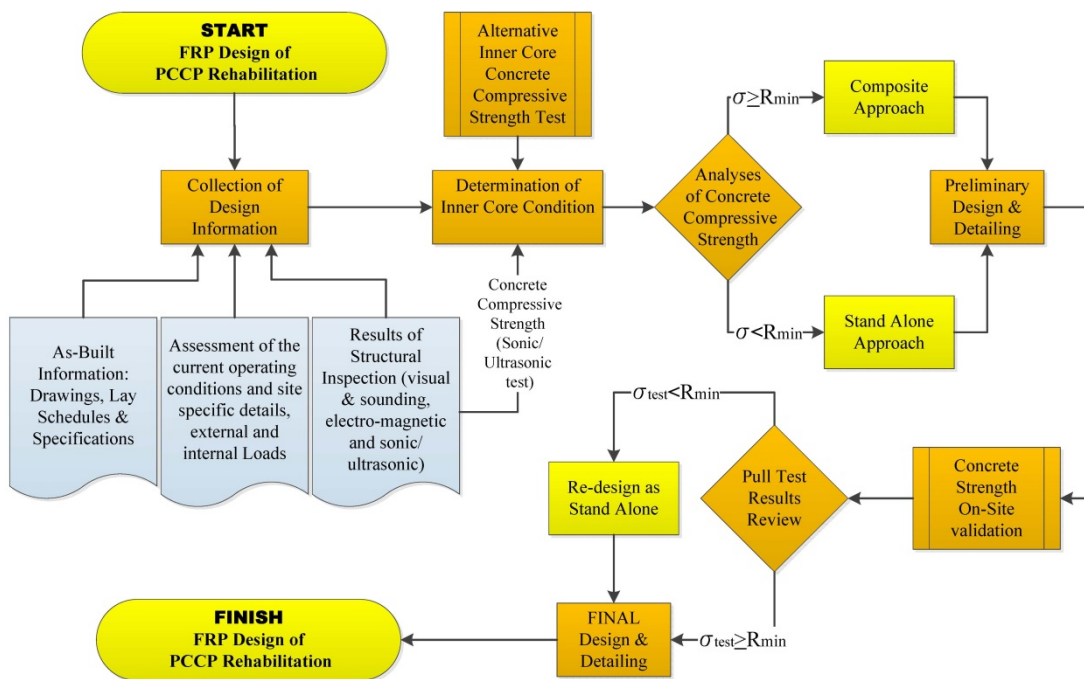 START
FRP Design of
PCCP Rehabilitation
Alternative
Inner Core
Concrete
Compressive
Strength Test
σ≥Rmin
Composite
Approach
Collection of
Design
Information
Determination of
Inner Core Condition
Analyses
of Concrete
Compressive
Strength
Preliminary
Design &
Detailing
As-Built
Information:
Drawings, Lay
Schedules &
Specifications
Assessment of the
current operating
conditions and site
specific details,
external and
internal Loads
Results of
Structural
Inspection (visual
& sounding,
electro-magnetic
and sonic/
ultrasonic)
Concrete
Compressive
Strength
(Sonic/
Ultrasonic
test)
σ<Rmin
Stand Alone
Approach
σtest<Rmin
Re-design as
Stand Alone
Pull Test
Results
Review
Concrete
Strength
On-Site
validation
FINISH
FRP Design of
PCCP Rehabilitation
FINAL
Design &
Detailing
σtest≥Rmin